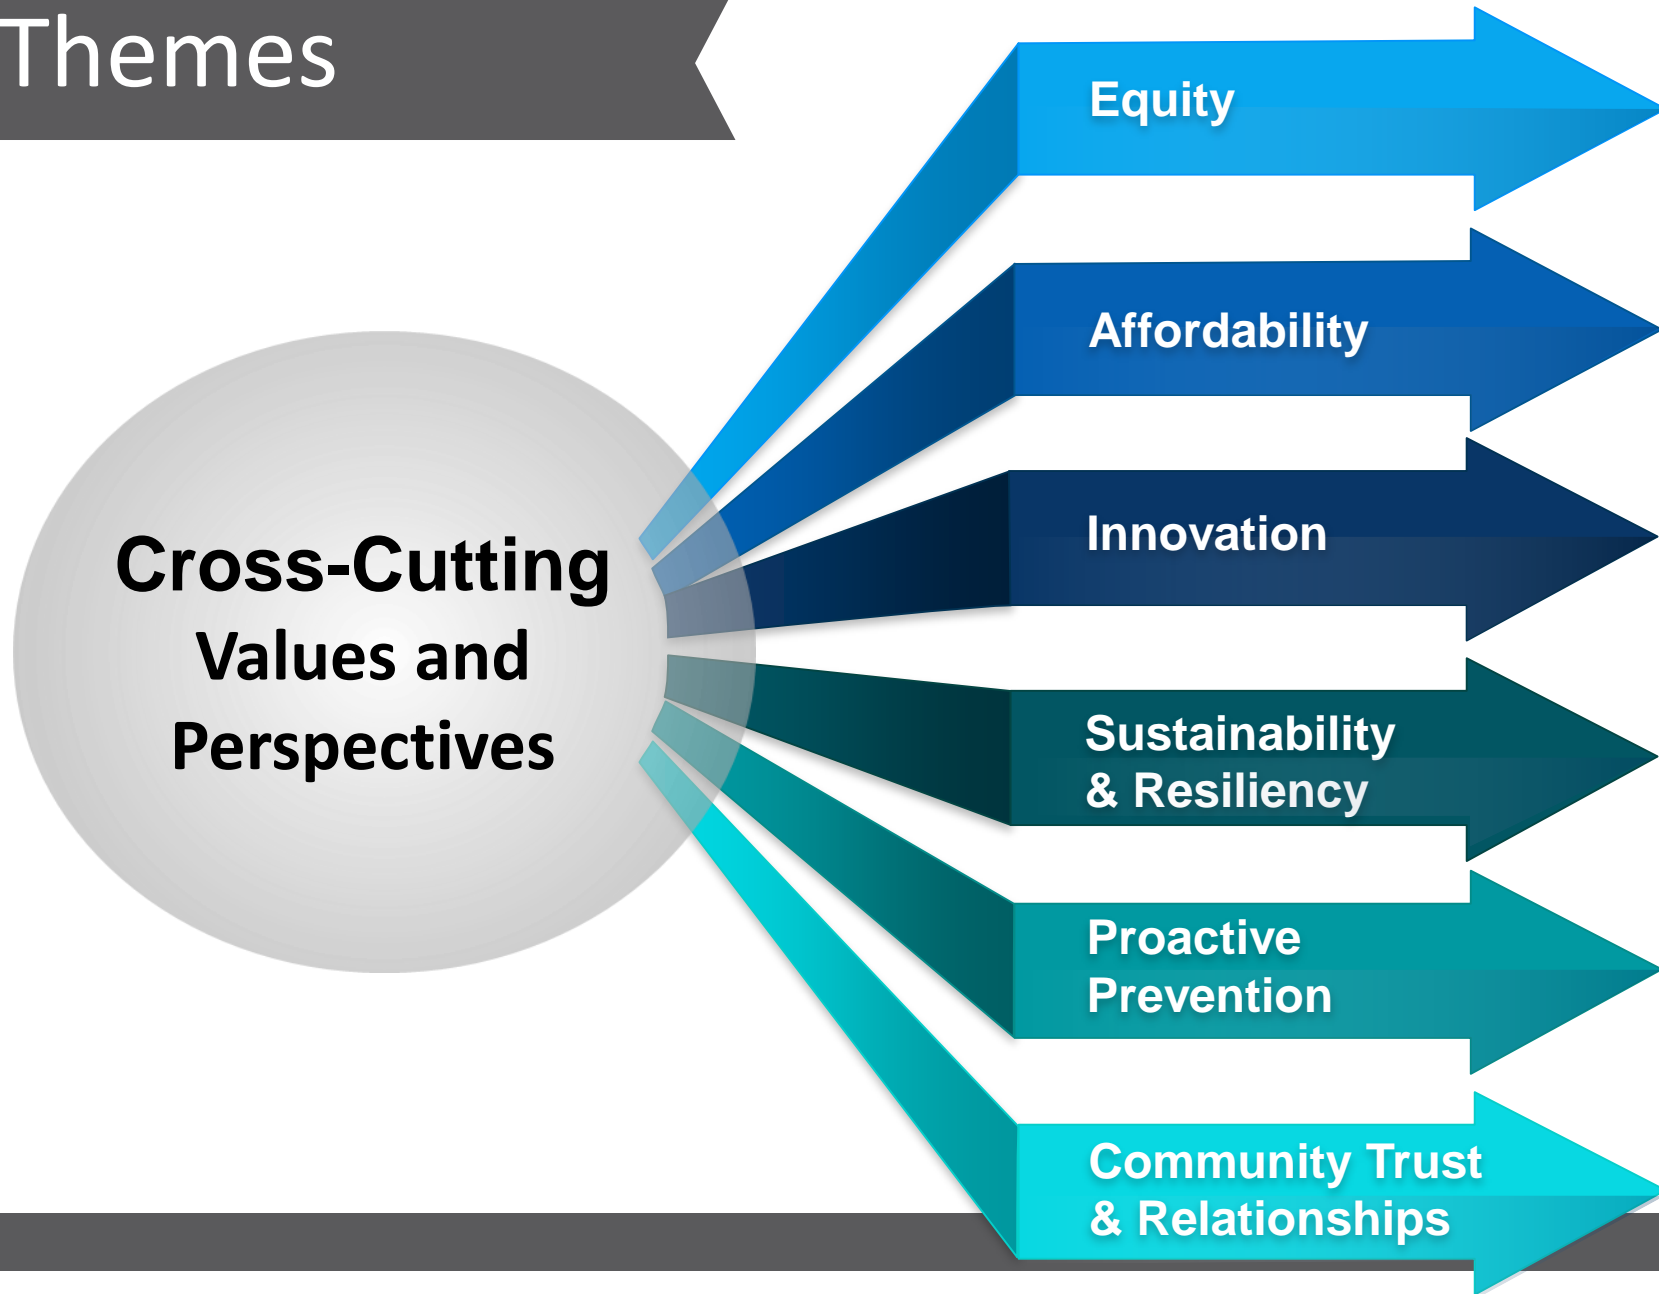 Themes
Cross-Cutting
Values and
Perspectives
Equity
Affordability
Innovation
Sustainability
& Resiliency
Proactive
Prevention
Community Trust
& Relationships